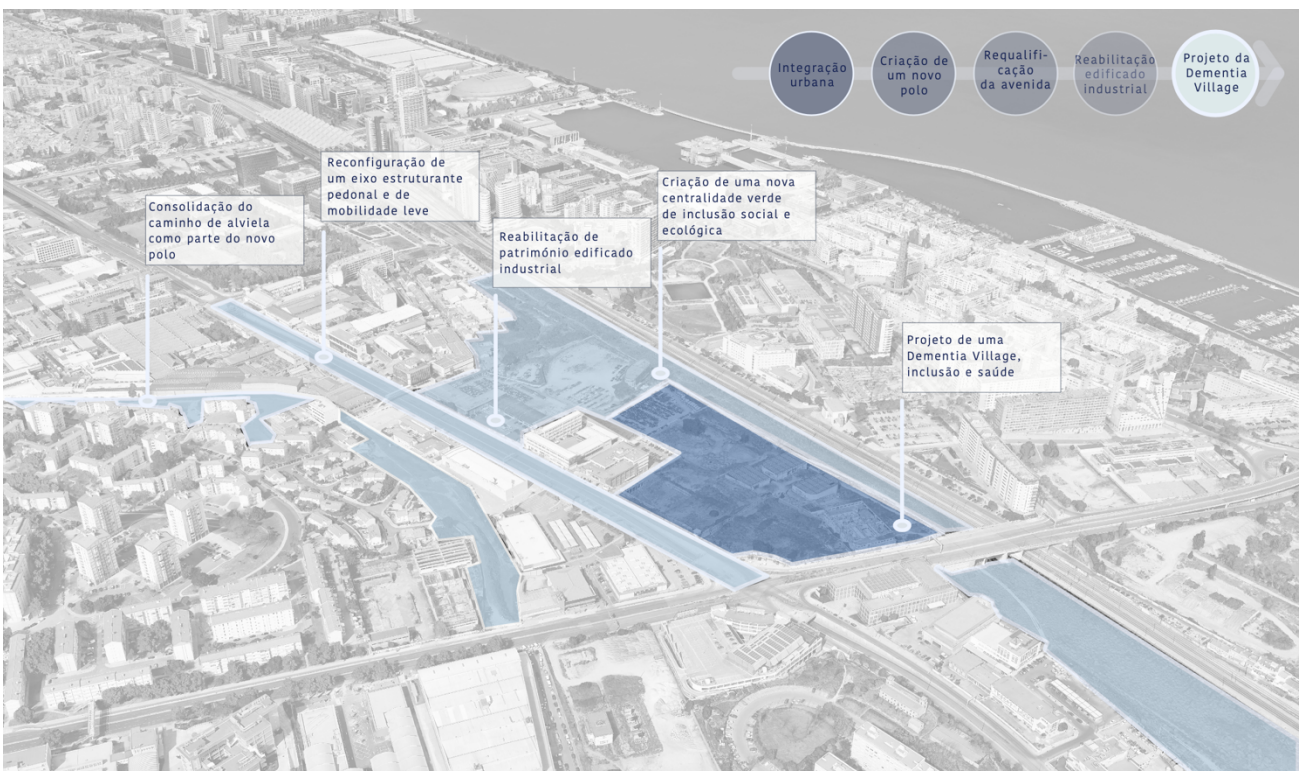 Integração
urbana
Criação de
um novo
polo
Requalifi-
cação
da avenida
Reabilitação
edificado
industrial
Projeto da
Dementia
Village
Consolidação do
caminho de alviela
como parte do novo
polo
Reconfiguração de
um eixo estruturante
pedonal e de
mobilidade leve
Reabilitação de
património edificado
industrial
Criação de uma nova
centralidade verde
de inclusão social e
ecológica
Projeto de uma
Dementia Village,
inclusão e saúde